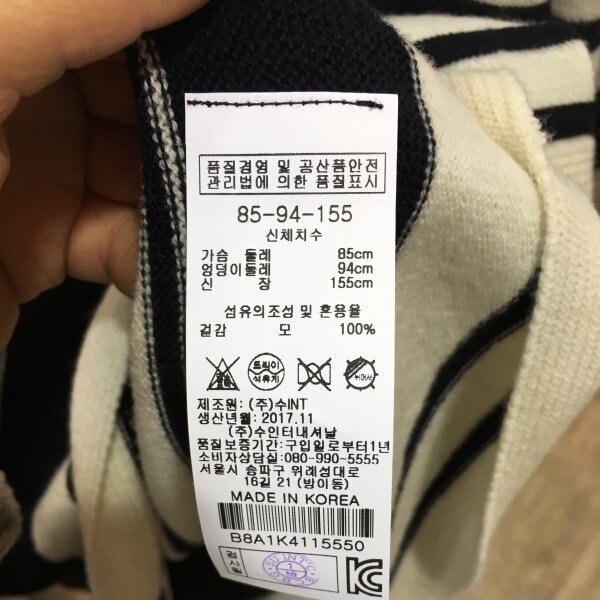 품질경영 및 공산품안전
관리법에 의한 품질표시
85-94-155
신체치수
가슴 둘레 85cm
엉덩이둘레 94cm
신 장 155cm
섬유의조성 및 혼용율
겉감 모 100%
드라이
석유계
뉘어서
제조원: (주)수INT
생산년월: 2017.11
(주)수인터내셔날
품질보증기간:구입일로부터1년
소비자상담실:080-990-5555
서울시 송파구 위례성대로
16길 21 (방이동)
MADE IN KOREA
B8A1K4115550
검사필